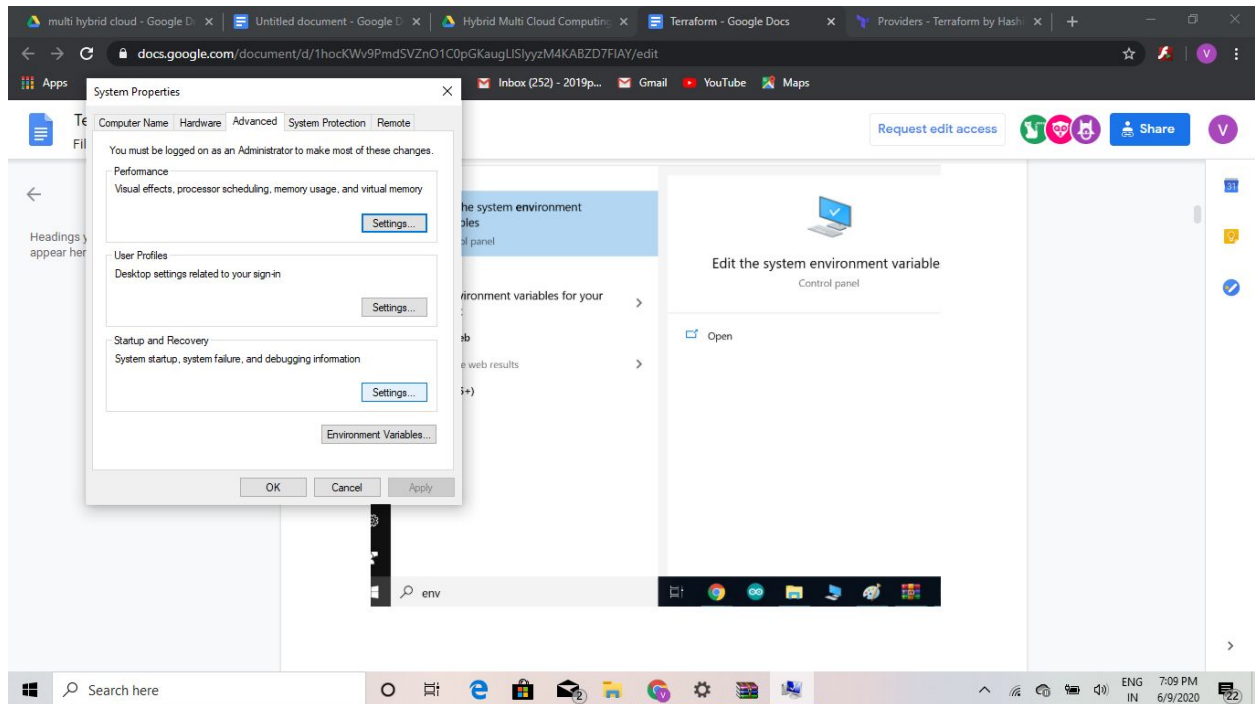 multi hybrid cloud - Google D
Untitled document - Google D
Hybrid Multi Cloud Computing
Terraform - Google Docs
Providers - Terraform by Hash
docs.google.com/document/d/1hocKWv9PmdSVZnO1C0pGKaugLISlyyzM4KABZD7FIAY/edit
V
Apps
Inbox (252) - 2019p...
Gmail
YouTube
Maps
System Properties
Te
Fil
Computer Name
Hardware
Advanced
System Protection
Remote
Request edit access
Share
V
You must be logged on as an Administrator to make most of these changes.
Performance
Visual effects, processor scheduling, memory usage, and virtual memory
Settings...
User Profiles
Desktop settings related to your sign-in
Settings...
Startup and Recovery
System startup, system failure, and debugging information
Settings...
Environment Variables...
OK
Cancel
Apply
Headings y
appear her
he system environment
bles
ol panel
vironment variables for your
eb
e web results
5+)
Edit the system environment variable
Control panel
Open
31
env
Search here
2
ENG
IN
7:09 PM
6/9/2020
22